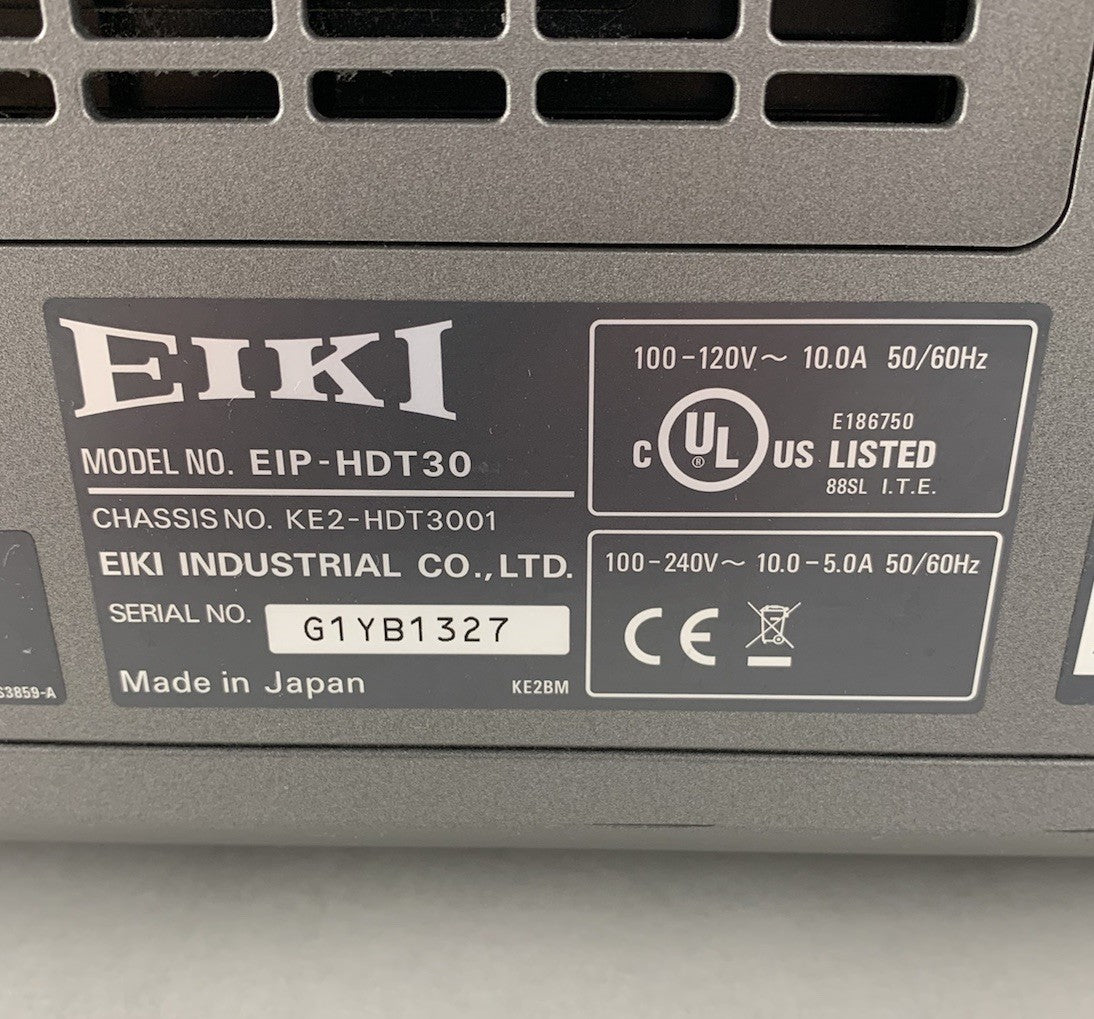 EIKI
MODEL NO. EIP-HDT30
CHASSIS NO. KE2-HDT3001
EIKI INDUSTRIAL CO., LTD.
SERIAL NO. G1YB1327
Made in Japan KE2BM
100-120V~ 10.0A 50/60Hz
C UL® US LISTED
E186750
88SL I.T.E.
100-240V~ 10.0-5.0A 50/60Hz
CE
S3859-A